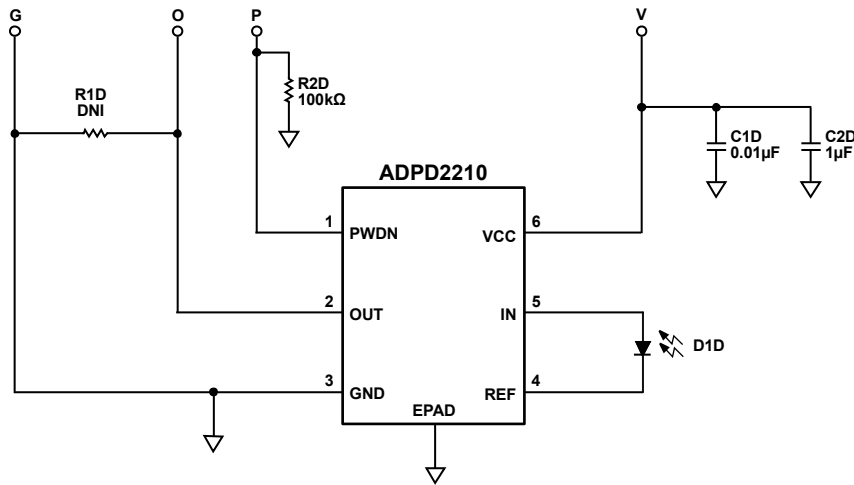 G
O
P
V
R1D
DNI
R2D
100kΩ
C1D
0.01µF
C2D
1µF
ADPD2210
1
PWDN
6
VCC
2
OUT
5
IN
D1D
3
GND
4
REF
EPAD